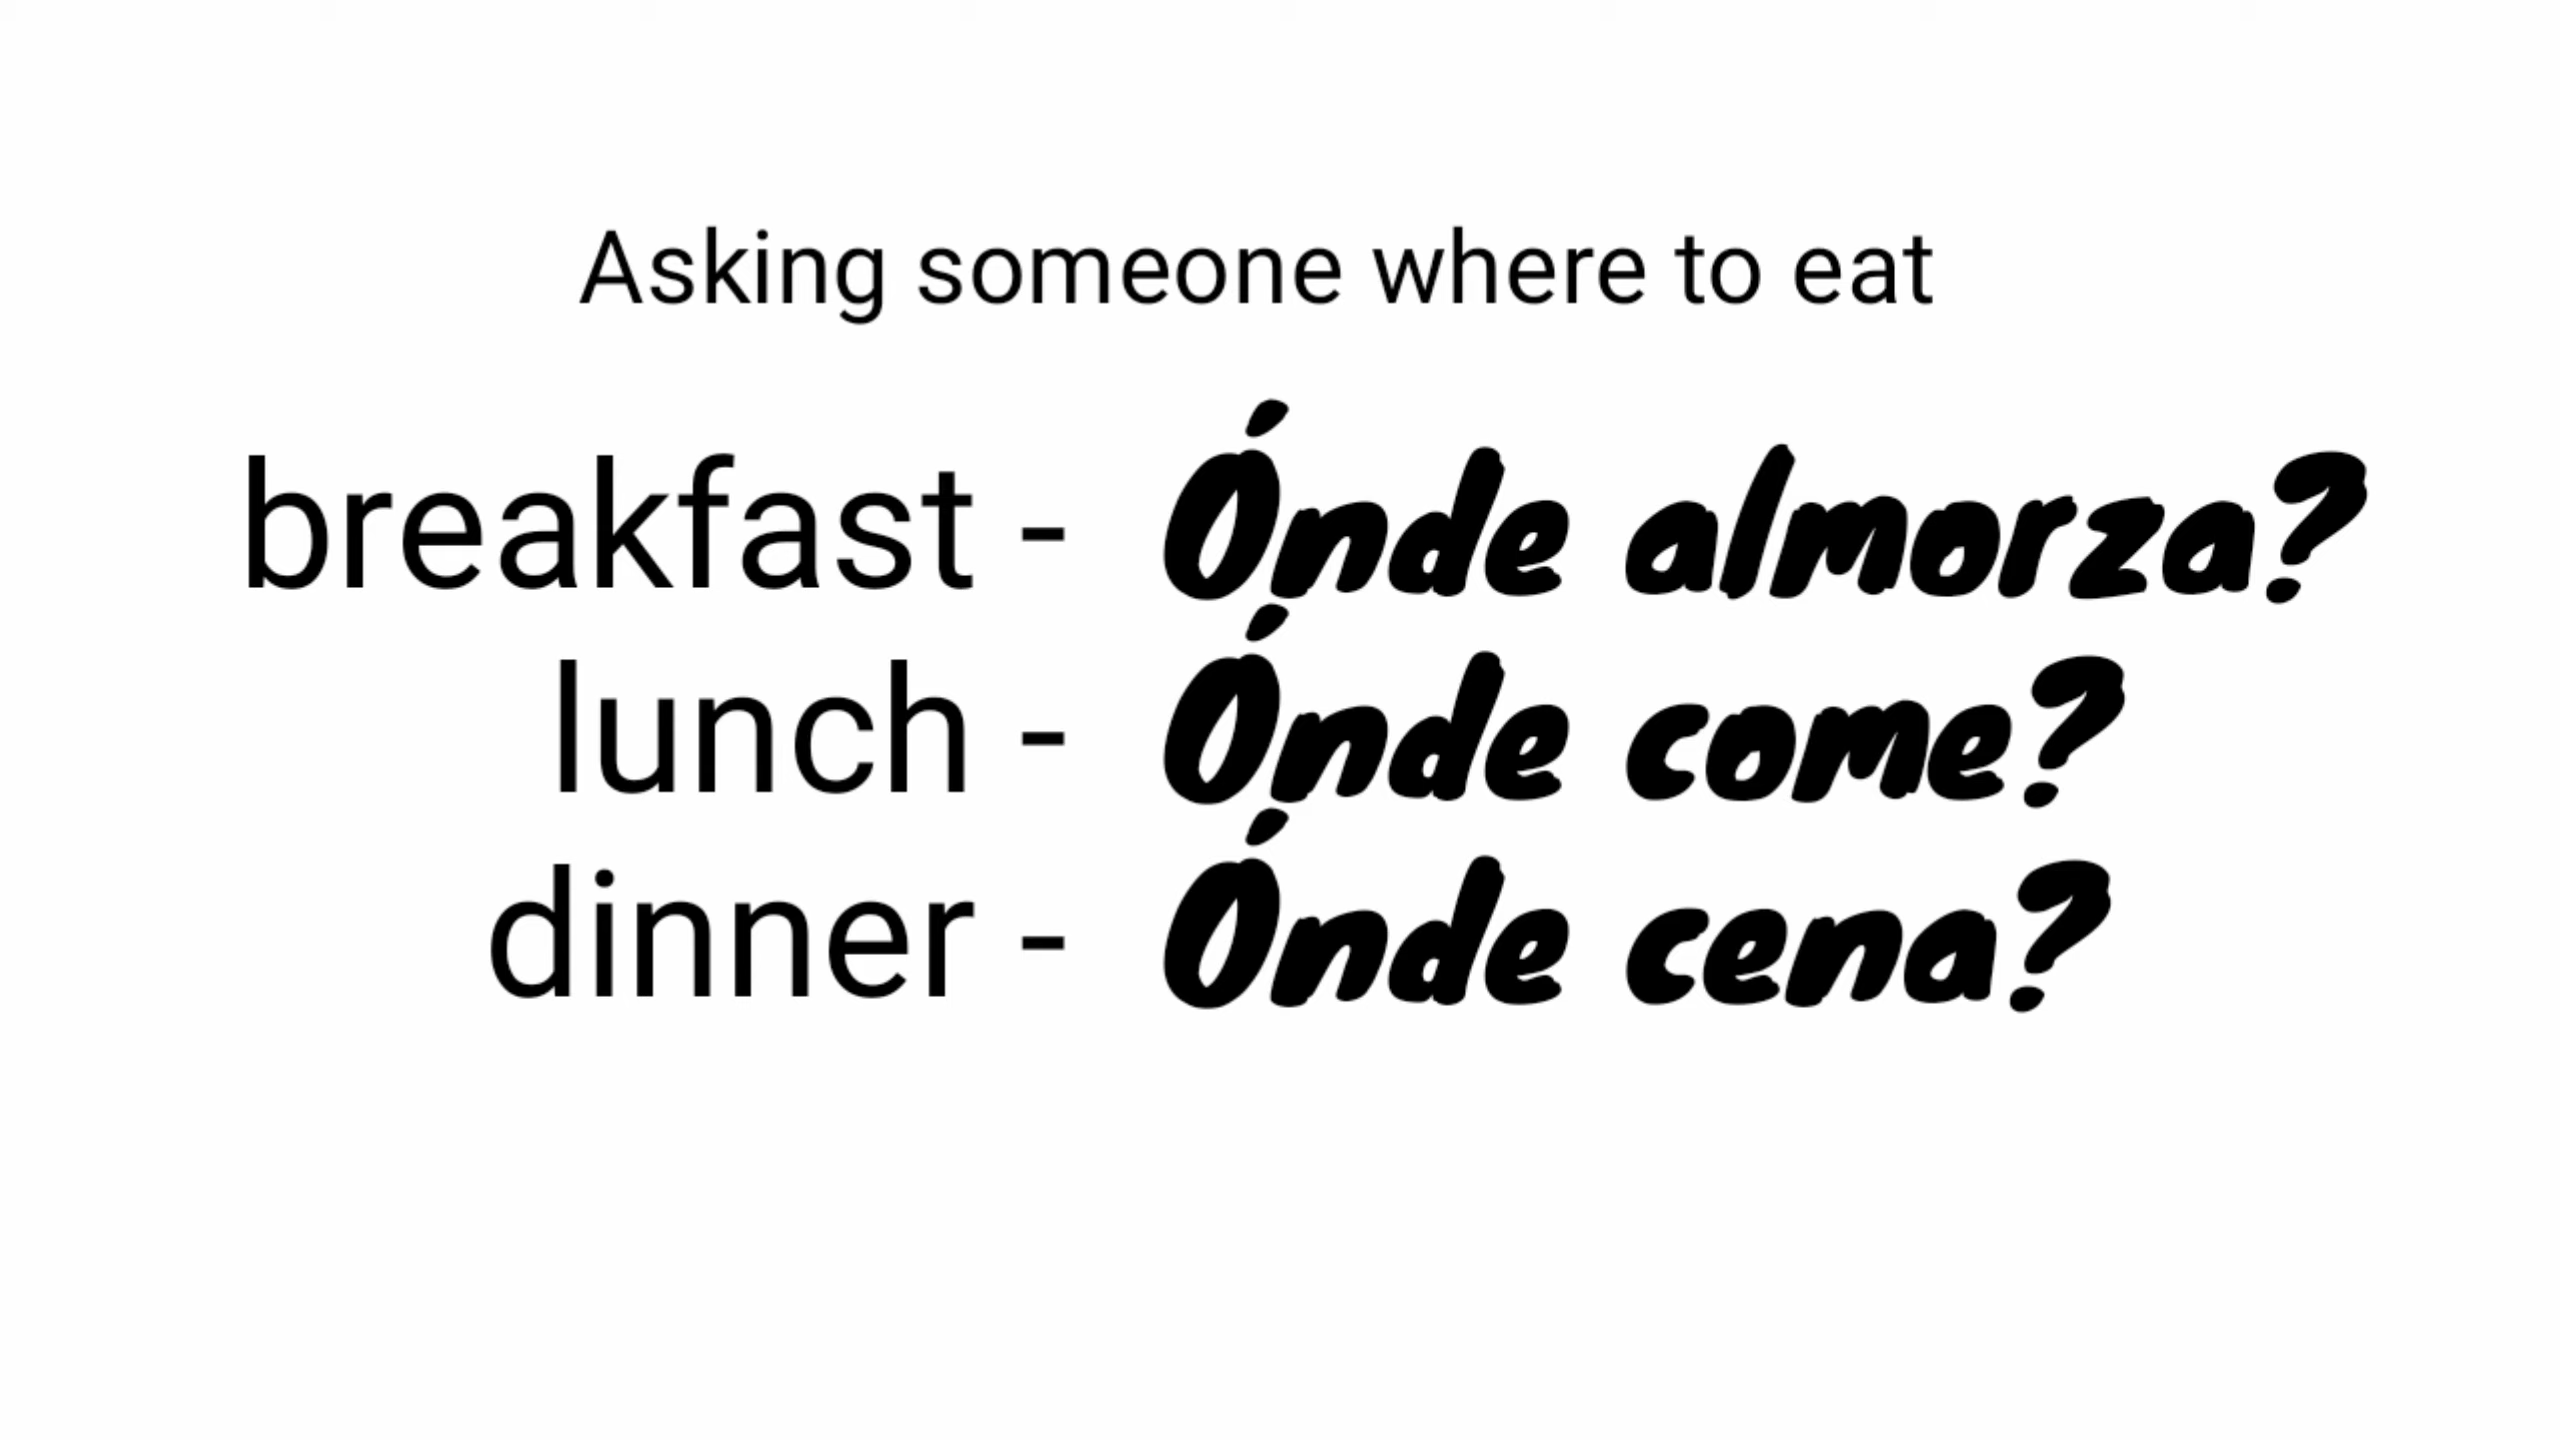 Asking someone where to eat
breakfast - Ónde almorza?
lunch - Ónde come?
dinner - Ónde cena?